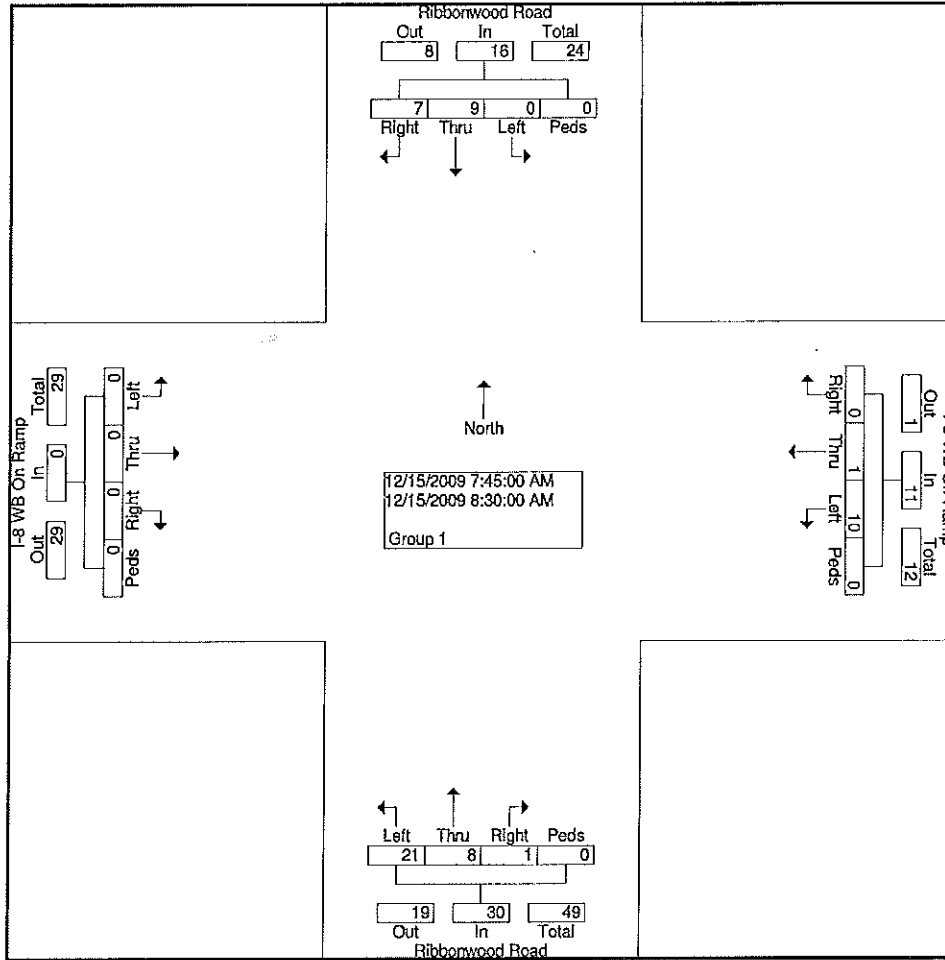 Ribbonwood Road
Out In Total
8 16 24
7 9 0 0
Right Thru Left Peds
North
12/15/2009 7:45:00 AM
12/15/2009 8:30:00 AM
Group 1
I-8 WB On Ramp
Total In Out
29 0 29
0 0 0 0
Left Thru Right Peds
Right Thru Left Peds
0 1 10 0
Out In Total
1 11 12
Left Thru Right Peds
21 8 1 0
19 30 49
Out In Total
Ribbonwood Road